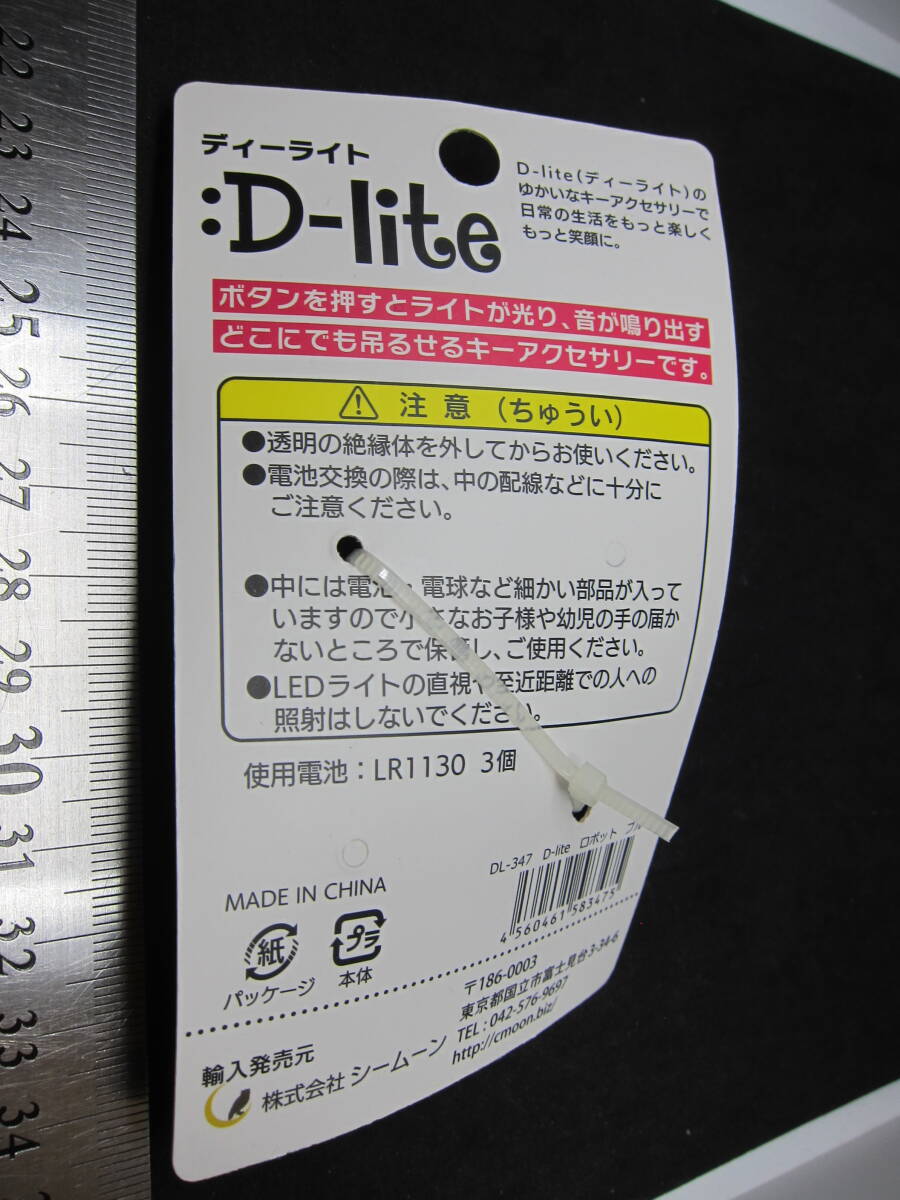 22
23
24
25
26
27
28
29
30
31
32
33
34
ディーライト
:D-lite
D-lite(ディーライト)の
ゆかいなキーアクセサリーで
日常の生活をもっと楽しく
もっと笑顔に。
ボタンを押すとライトが光り、音が鳴り出す
どこにでも吊るせるキーアクセサリーです。
注意(ちゅうい)
●透明の絶縁体を外してからお使いください。
●電池交換の際は、中の配線などに十分に
ご注意ください。
●中には電池・電球など細かい部品が入って
いますので小さなお子様や幼児の手の届か
ないところで保管し、ご使用ください。
●LEDライトの直視や至近距離での人への
照射はしないでください。
使用電池:LR1130 3個
DL-347 D-lite ロボット ブル
4 560461 583475
MADE IN CHINA
紙
プラ
パッケージ
本体
〒186-0003
東京都国立市富士見台3-34-6
TEL:042-576-9697
http://cmoon.biz/
輸入発売元
株式会社 シームーン